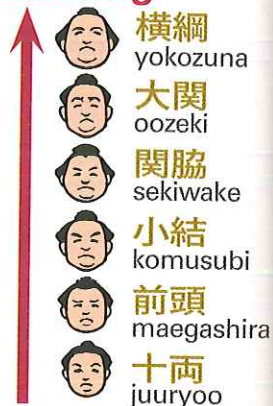 横綱
yokozuna
大関
oozeki
関脇
sekiwake
小結
komusubi
前頭
maegashira
十両
juuryoo